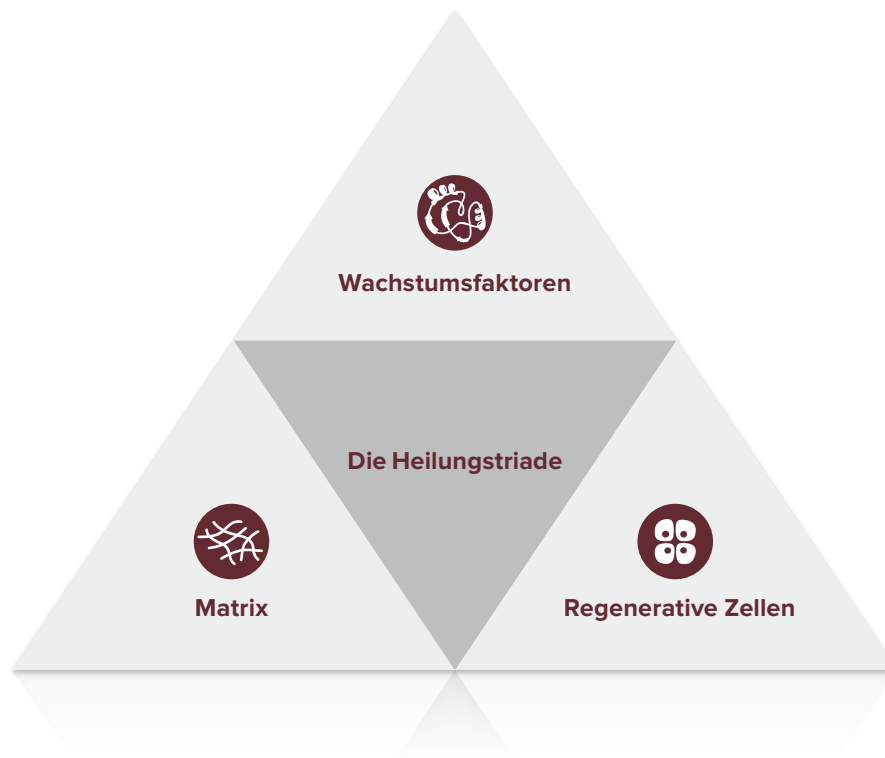 Wachstumsfaktoren
Die Heilungstriade
Matrix
Regenerative Zellen